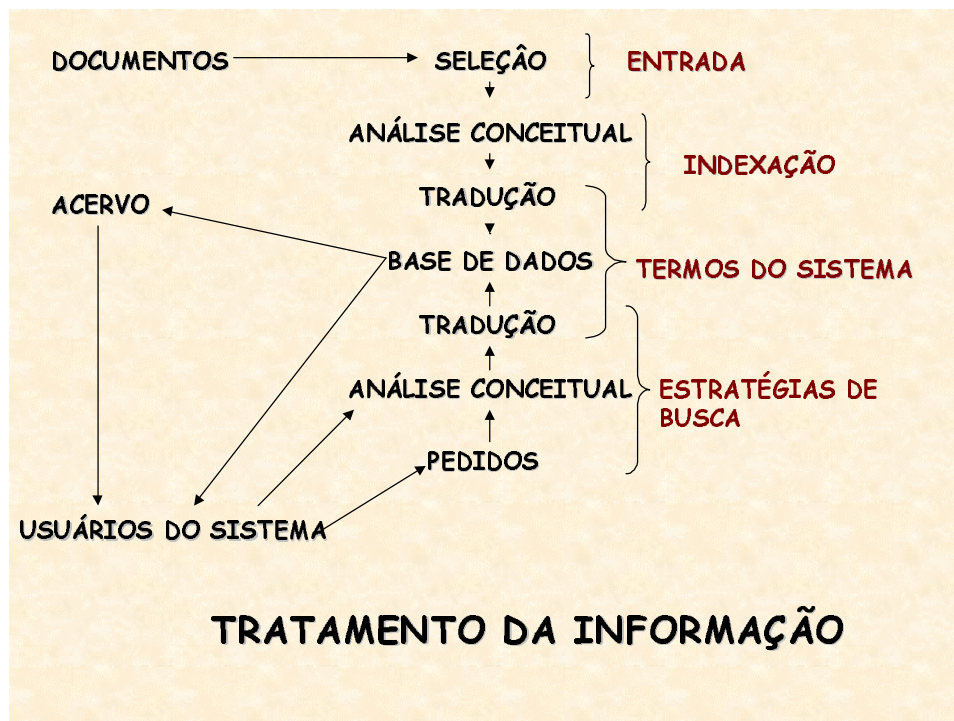 DOCUMENTOS
SELEÇÂO
ENTRADA
ANÁLISE CONCEITUAL
INDEXAÇÃO
TRADUÇÃO
ACERVO
BASE DE DADOS
TERMOS DO SISTEMA
TRADUÇÃO
ANÁLISE CONCEITUAL
ESTRATÉGIAS DE
BUSCA
PEDIDOS
USUÁRIOS DO SISTEMA
TRATAMENTO DA INFORMAÇÃO